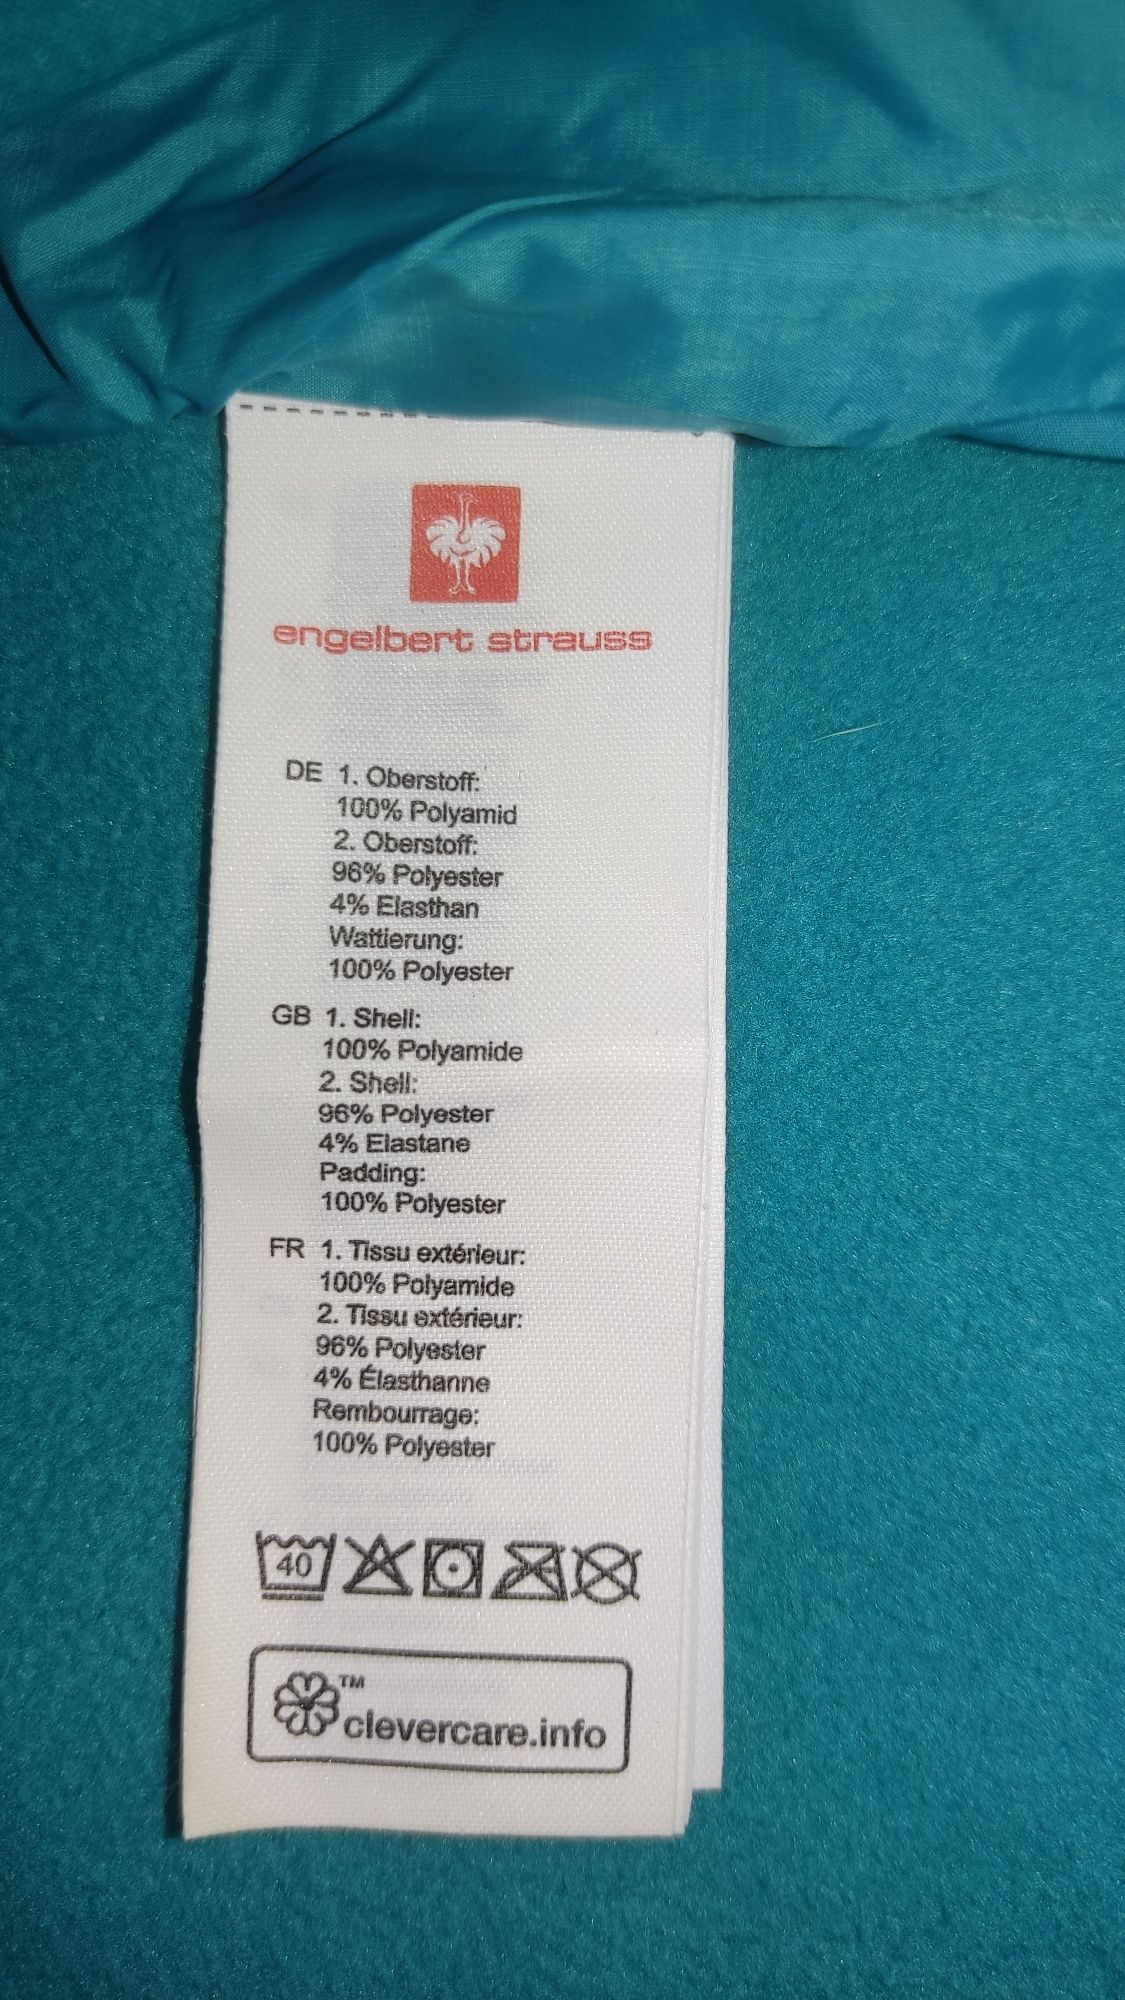 engelbert strauss
DE 1. Oberstoff:
100% Polyamid
2. Oberstoff:
96% Polyester
4% Elasthan
Wattierung:
100% Polyester
GB 1. Shell:
100% Polyamide
2. Shell:
96% Polyester
4% Elastane
Padding:
100% Polyester
FR 1. Tissu extérieur:
100% Polyamide
2. Tissu extérieur:
96% Polyester
4% Élasthanne
Rembourrage:
100% Polyester
40
™
clevercare.info